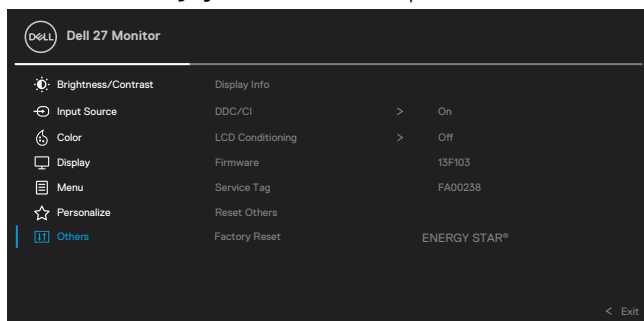 DELL Dell 27 Monitor
Brightness/Contrast Display Info
Input Source DDC/CI > On
Color LCD Conditioning > Off
Display Firmware 13F103
Menu Service Tag FA00238
Personalize Reset Others
Others Factory Reset ENERGY STAR®
< Exit